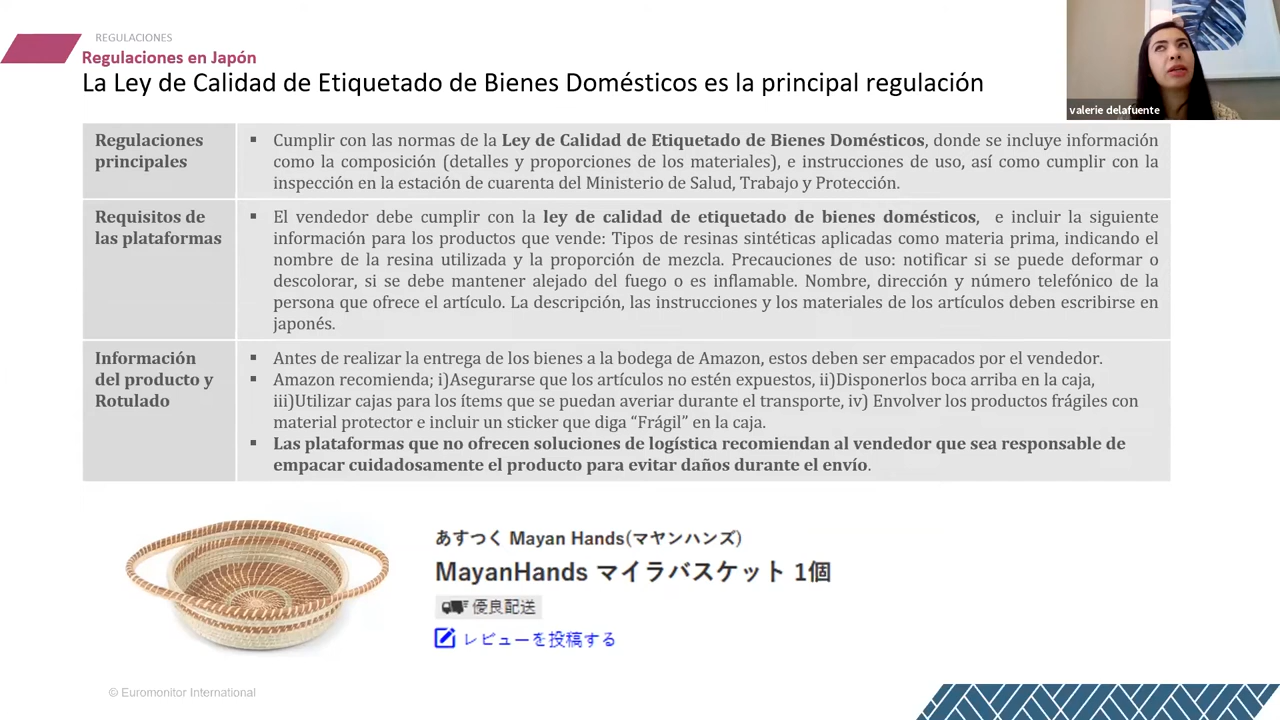 REGULACIONES
Regulaciones en Japón
La Ley de Calidad de Etiquetado de Bienes Domésticos es la principal regulación
valerie delafuente
Regulaciones
principales
▪ Cumplir con las normas de la Ley de Calidad de Etiquetado de Bienes Domésticos, donde se incluye información
como la composición (detalles y proporciones de los materiales), e instrucciones de uso, así como cumplir con la
inspección en la estación de cuarenta del Ministerio de Salud, Trabajo y Protección.
Requisitos de
las plataformas
▪ El vendedor debe cumplir con la ley de calidad de etiquetado de bienes domésticos, e incluir la siguiente
información para los productos que vende: Tipos de resinas sintéticas aplicadas como materia prima, indicando el
nombre de la resina utilizada y la proporción de mezcla. Precauciones de uso: notificar si se puede deformar o
descolorar, si se debe mantener alejado del fuego o es inflamable. Nombre, dirección y número telefónico de la
persona que ofrece el artículo. La descripción, las instrucciones y los materiales de los artículos deben escribirse en
japonés.
Información
del producto y
Rotulado
▪ Antes de realizar la entrega de los bienes a la bodega de Amazon, estos deben ser empacados por el vendedor.
▪ Amazon recomienda; i)Asegurarse que los artículos no estén expuestos, ii)Disponerlos boca arriba en la caja,
iii)Utilizar cajas para los ítems que se puedan averiar durante el transporte, iv) Envolver los productos frágiles con
material protector e incluir un sticker que diga “Frágil” en la caja.
▪ Las plataformas que no ofrecen soluciones de logística recomiendan al vendedor que sea responsable de
empacar cuidadosamente el producto para evitar daños durante el envío.
あすつく Mayan Hands(マヤンハンズ)
MayanHands マイラバスケット 1個
優良配送
レビューを投稿する
© Euromonitor International